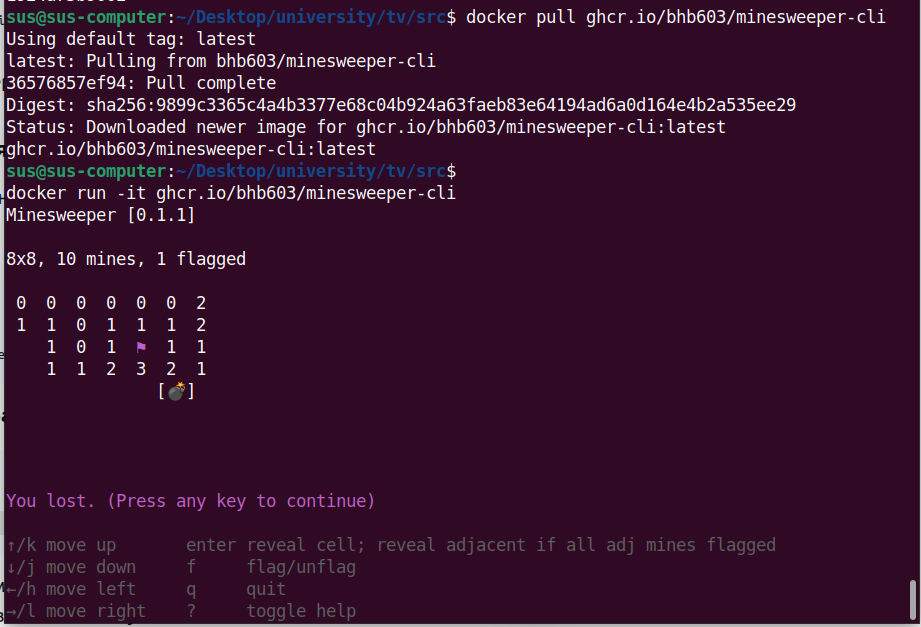 sus@sus-computer:~/Desktop/university/tv/src$ docker pull ghcr.io/bhb603/minesweeper-cli
Using default tag: latest
latest: Pulling from bhb603/minesweeper-cli
36576857ef94: Pull complete
Digest: sha256:9899c3365c4a4b3377e68c04b924a63faeb83e64194ad6a0d164e4b2a535ee29
Status: Downloaded newer image for ghcr.io/bhb603/minesweeper-cli:latest
ghcr.io/bhb603/minesweeper-cli:latest
sus@sus-computer:~/Desktop/university/tv/src$
docker run -it ghcr.io/bhb603/minesweeper-cli
Minesweeper [0.1.1]
8x8, 10 mines, 1 flagged
0 0 0 0 0 0 2
1 1 0 1 1 1 2
1 0 1 ⚑ 1 1
1 1 2 3 2 1
[💣]
You lost. (Press any key to continue)
↑/k move up enter reveal cell; reveal adjacent if all adj mines flagged
↓/j move down f flag/unflag
←/h move left q quit
→/l move right ? toggle help